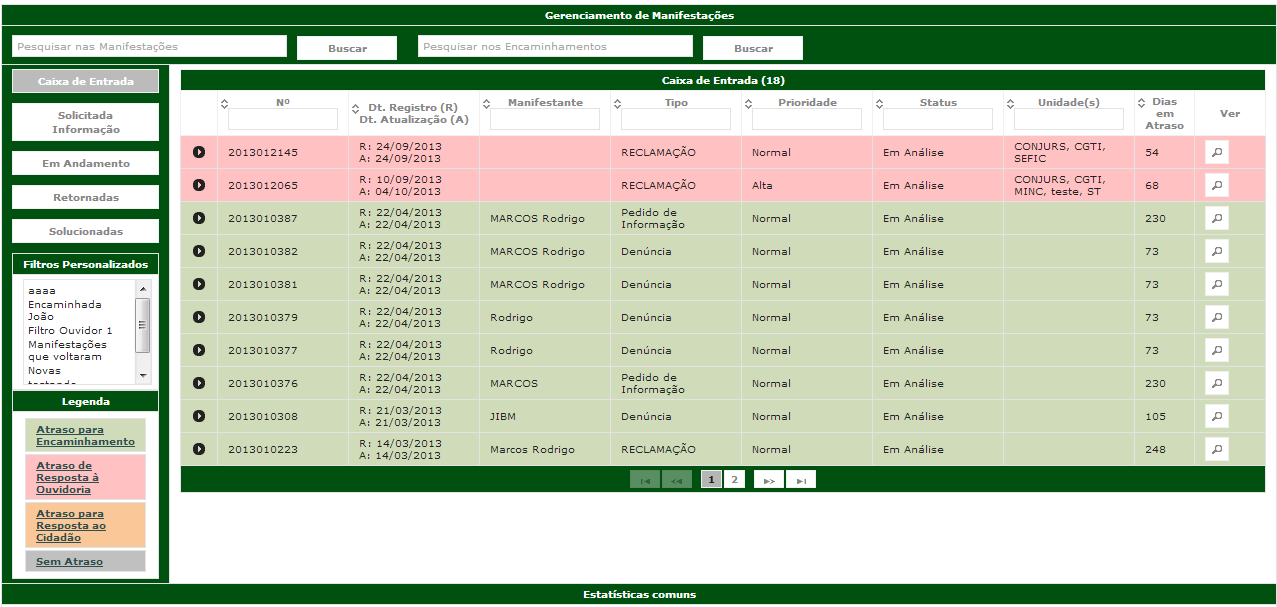 Gerenciamento de Manifestações
Pesquisar nas Manifestações
Buscar
Pesquisar nos Encaminhamentos
Buscar
Caixa de Entrada
Solicitada
Informação
Em Andamento
Retornadas
Solucionadas
Filtros Personalizados
aaaa
Encaminhada
João
Filtro Ouvidor 1
Manifestações
que voltaram
Novas
Legenda
Atraso para
Encaminhamento
Atraso de
Resposta à
Ouvidoria
Atraso para
Resposta ao
Cidadão
Sem Atraso
Caixa de Entrada (18)
Nº
Dt. Registro (R)
Dt. Atualização (A)
Manifestante
Tipo
Prioridade
Status
Unidade(s)
Dias
em
Atraso
Ver
2013012145
R: 24/09/2013
A: 24/09/2013
RECLAMAÇÃO
Normal
Em Análise
CONJURS, CGTI,
SEFIC
54
2013012065
R: 10/09/2013
A: 04/10/2013
RECLAMAÇÃO
Alta
Em Análise
CONJURS, CGTI,
MINC, teste, ST
68
2013010387
R: 22/04/2013
A: 22/04/2013
MARCOS Rodrigo
Pedido de
Informação
Normal
Em Análise
230
2013010382
R: 22/04/2013
A: 22/04/2013
MARCOS Rodrigo
Denúncia
Normal
Em Análise
73
2013010381
R: 22/04/2013
A: 22/04/2013
MARCOS Rodrigo
Denúncia
Normal
Em Análise
73
2013010379
R: 22/04/2013
A: 22/04/2013
Rodrigo
Denúncia
Normal
Em Análise
73
2013010377
R: 22/04/2013
A: 22/04/2013
Rodrigo
Denúncia
Normal
Em Análise
73
2013010376
R: 22/04/2013
A: 22/04/2013
MARCOS
Pedido de
Informação
Normal
Em Análise
230
2013010308
R: 21/03/2013
A: 21/03/2013
JIBM
Denúncia
Normal
Em Análise
105
2013010223
R: 14/03/2013
A: 14/03/2013
Marcos Rodrigo
RECLAMAÇÃO
Normal
Em Análise
248
1 2
Estatísticas comuns